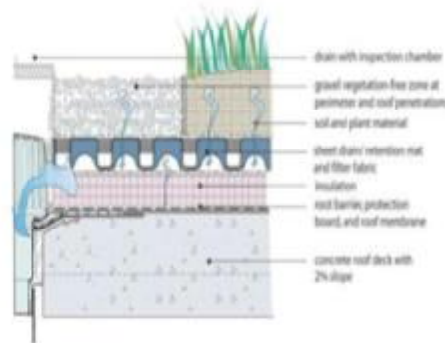 drain with inspection chamber
gravel vegetation-free zone at
perimeter and roof penetration
soil and plant material
sheet drain/ retention mat
and filter fabric
insulation
root barrier, protection
board, and roof membrane
concrete roof deck with
2% slope